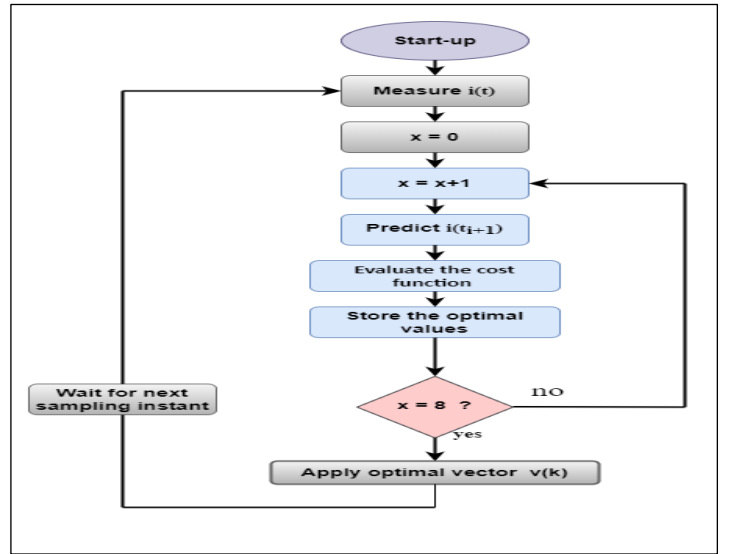 Start-up
Measure i(t)
x = 0
x = x+1
Predict i(tᵢ₊₁)
Evaluate the cost
function
Store the optimal
values
Wait for next
sampling instant
x = 8 ?
no
yes
Apply optimal vector v(k)